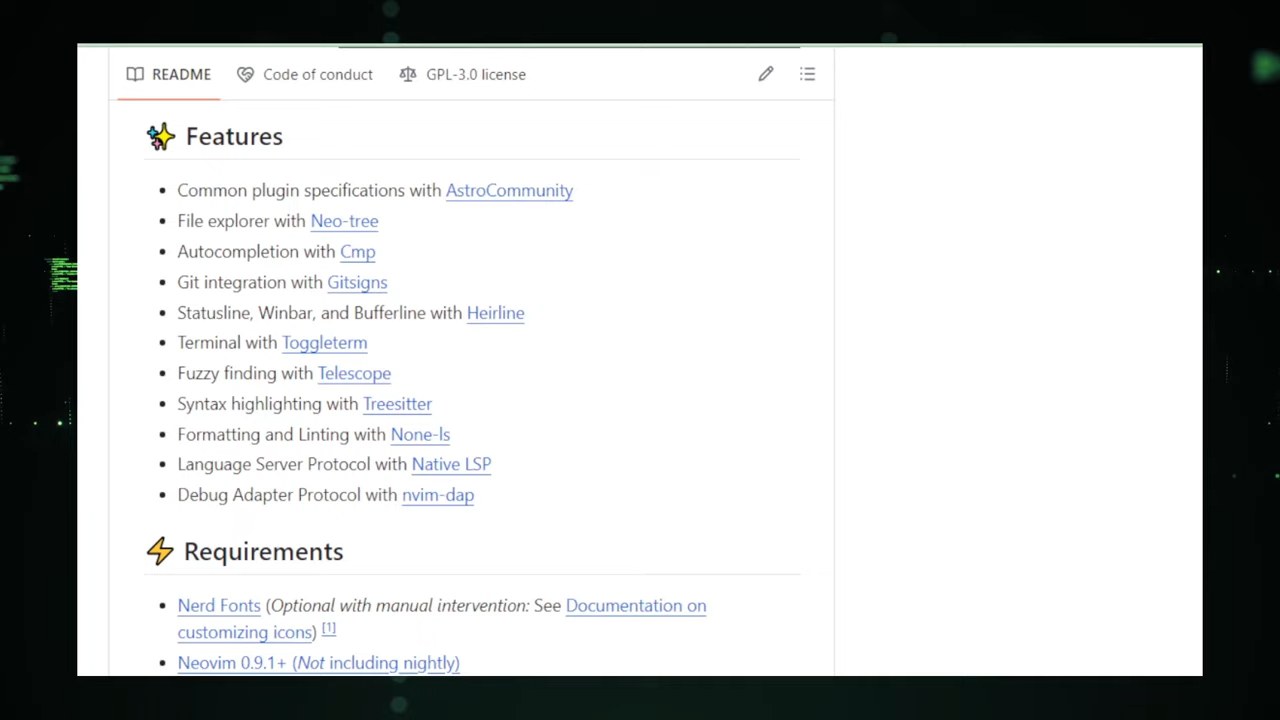 README Code of conduct GPL-3.0 license
Features
Common plugin specifications with AstroCommunity
File explorer with Neo-tree
Autocompletion with Cmp
Git integration with Gitsigns
Statusline, Winbar, and Bufferline with Heirline
Terminal with Toggleterm
Fuzzy finding with Telescope
Syntax highlighting with Treesitter
Formatting and Linting with None-ls
Language Server Protocol with Native LSP
Debug Adapter Protocol with nvim-dap
Requirements
Nerd Fonts (Optional with manual intervention: See Documentation on
customizing icons) [1]
Neovim 0.9.1+ (Not including nightly)